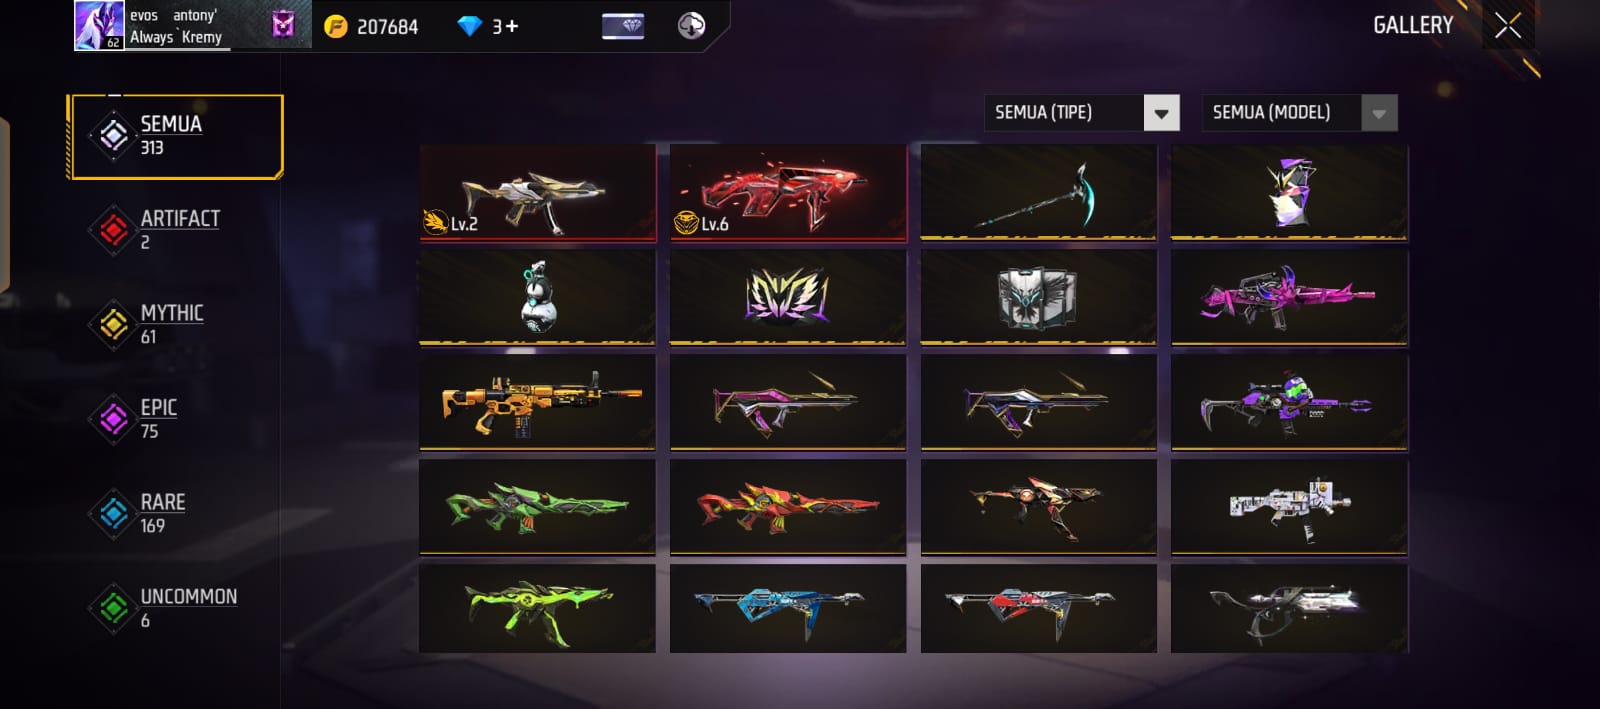 evos antony'
Always`Kremy
62
207684
3+
GALLERY
SEMUA
313
ARTIFACT
2
MYTHIC
61
EPIC
75
RARE
169
UNCOMMON
6
SEMUA (TIPE)
SEMUA (MODEL)
Lv.2
Lv.6